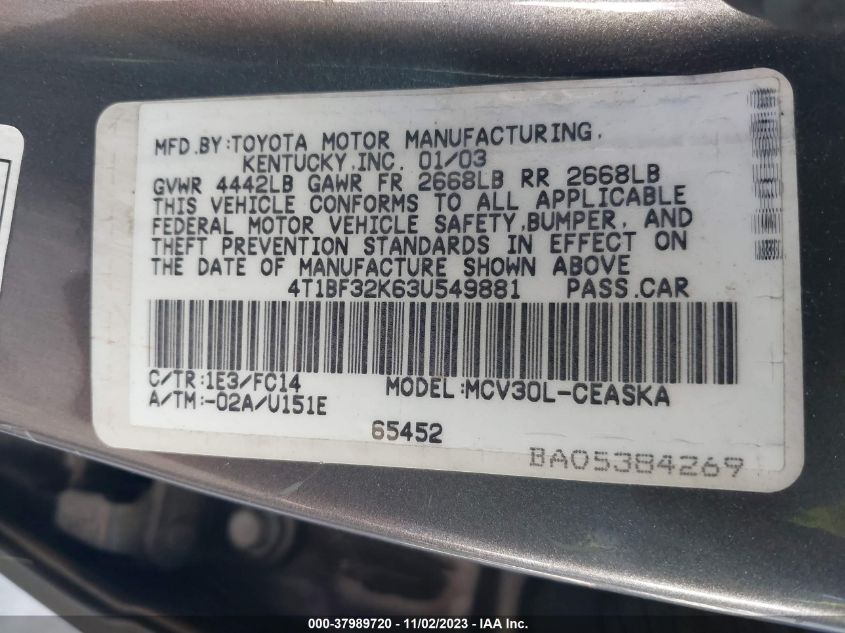 MFD.BY:TOYOTA MOTOR MANUFACTURING,
KENTUCKY,INC. 01/03
GVWR 4442LB GAWR FR 2668LB RR 2668LB
THIS VEHICLE CONFORMS TO ALL APPLICABLE
FEDERAL MOTOR VEHICLE SAFETY,BUMPER, AND
THEFT PREVENTION STANDARDS IN EFFECT ON
THE DATE OF MANUFACTURE SHOWN ABOVE
4T1BF32K63U549881 PASS.CAR
C/TR:1E3/FC14 MODEL:MCV30L-CEASKA
A/TM:-02A/U151E
65452
BA05384269
4T1BF32K63U549881
000-37989720 - 11/02/2023 - IAAI.com